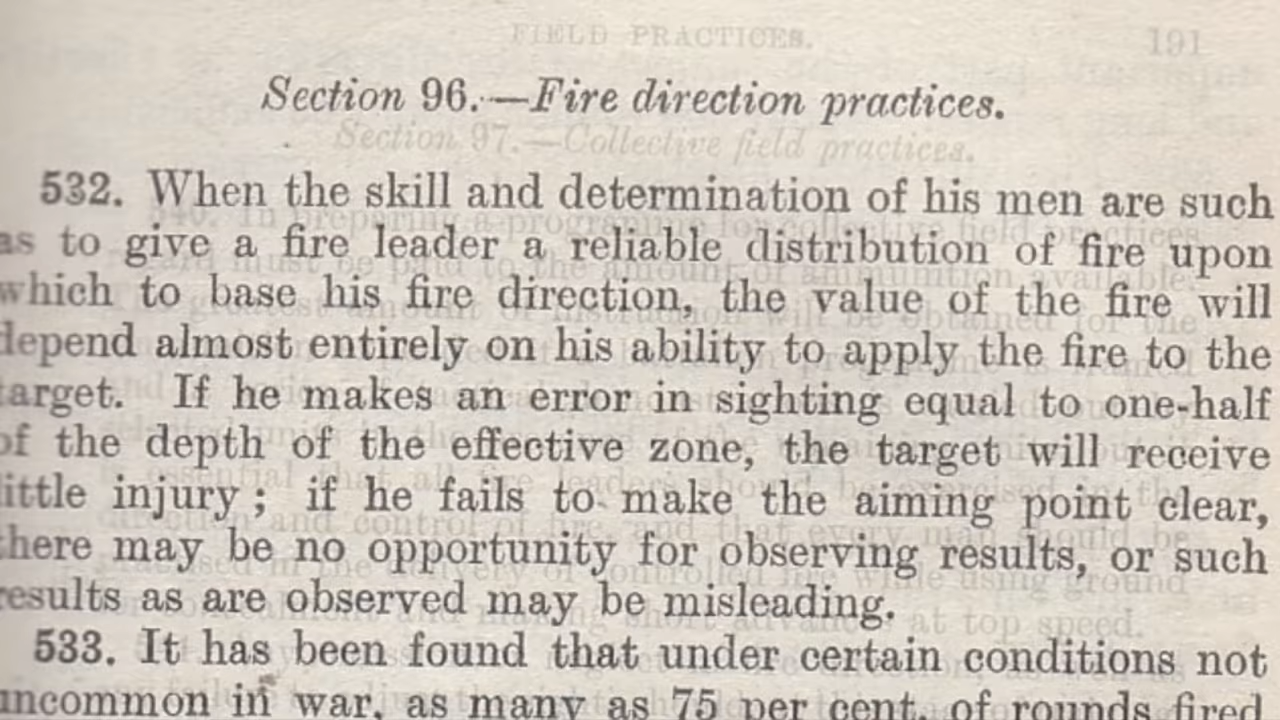 FIELD PRACTICES. 191
Section 96.—Fire direction practices.
Section 97.—Collective field practices.
532. When the skill and determination of his men are such
as to give a fire leader a reliable distribution of fire upon
which to base his fire direction, the value of the fire will
depend almost entirely on his ability to apply the fire to the
target. If he makes an error in sighting equal to one-half
of the depth of the effective zone, the target will receive
little injury; if he fails to make the aiming point clear,
there may be no opportunity for observing results, or such
results as are observed may be misleading.
533. It has been found that under certain conditions not
uncommon in war, as many as 75 per cent. of rounds fired